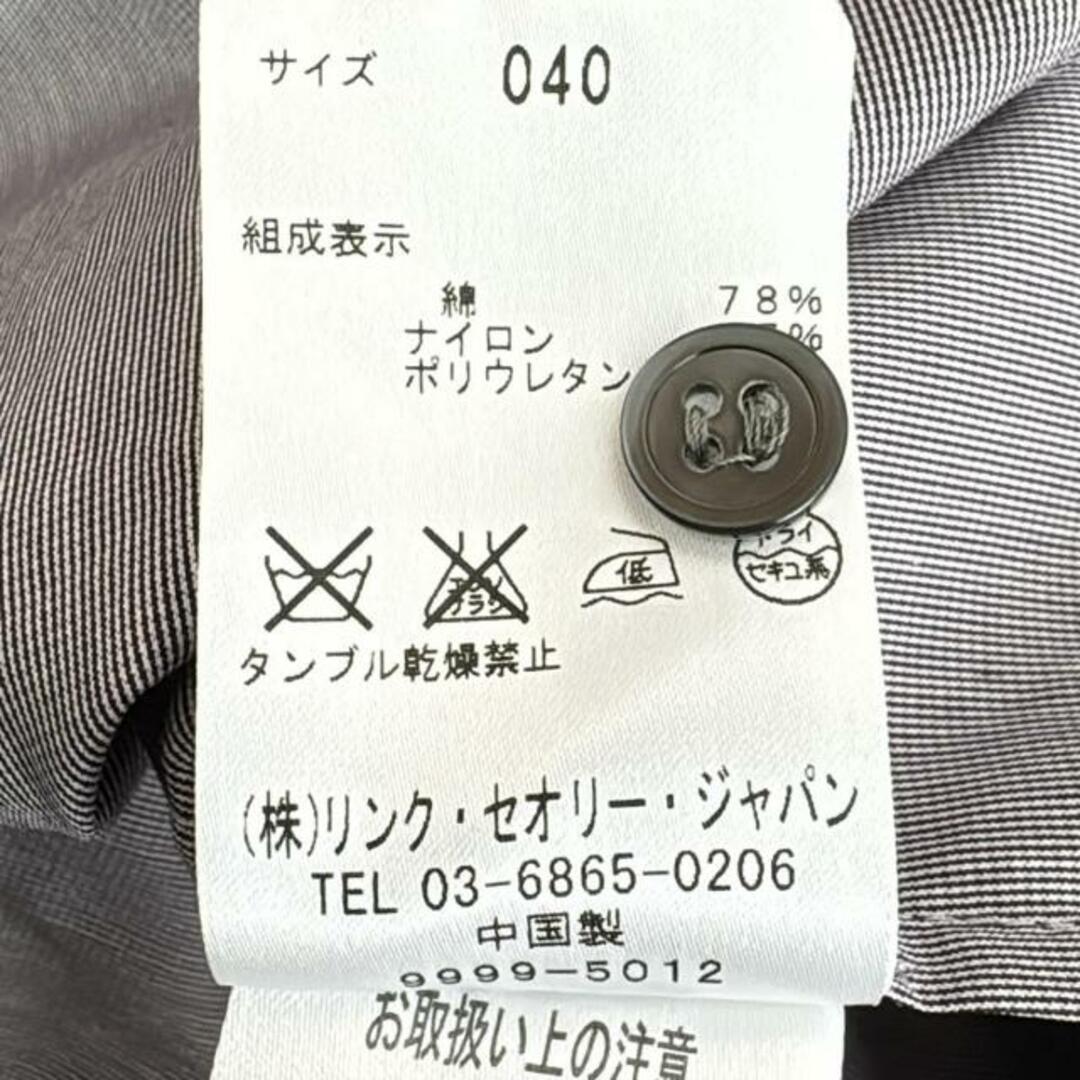 サイズ 040
組成表示
綿 78%
ナイロン %
ポリウレタン
低
ドライ
セキユ系
タンブル乾燥禁止
(株)リンク・セオリー・ジャパン
TEL 03-6865-0206
中国製
9999-5012
お取扱い上の注意